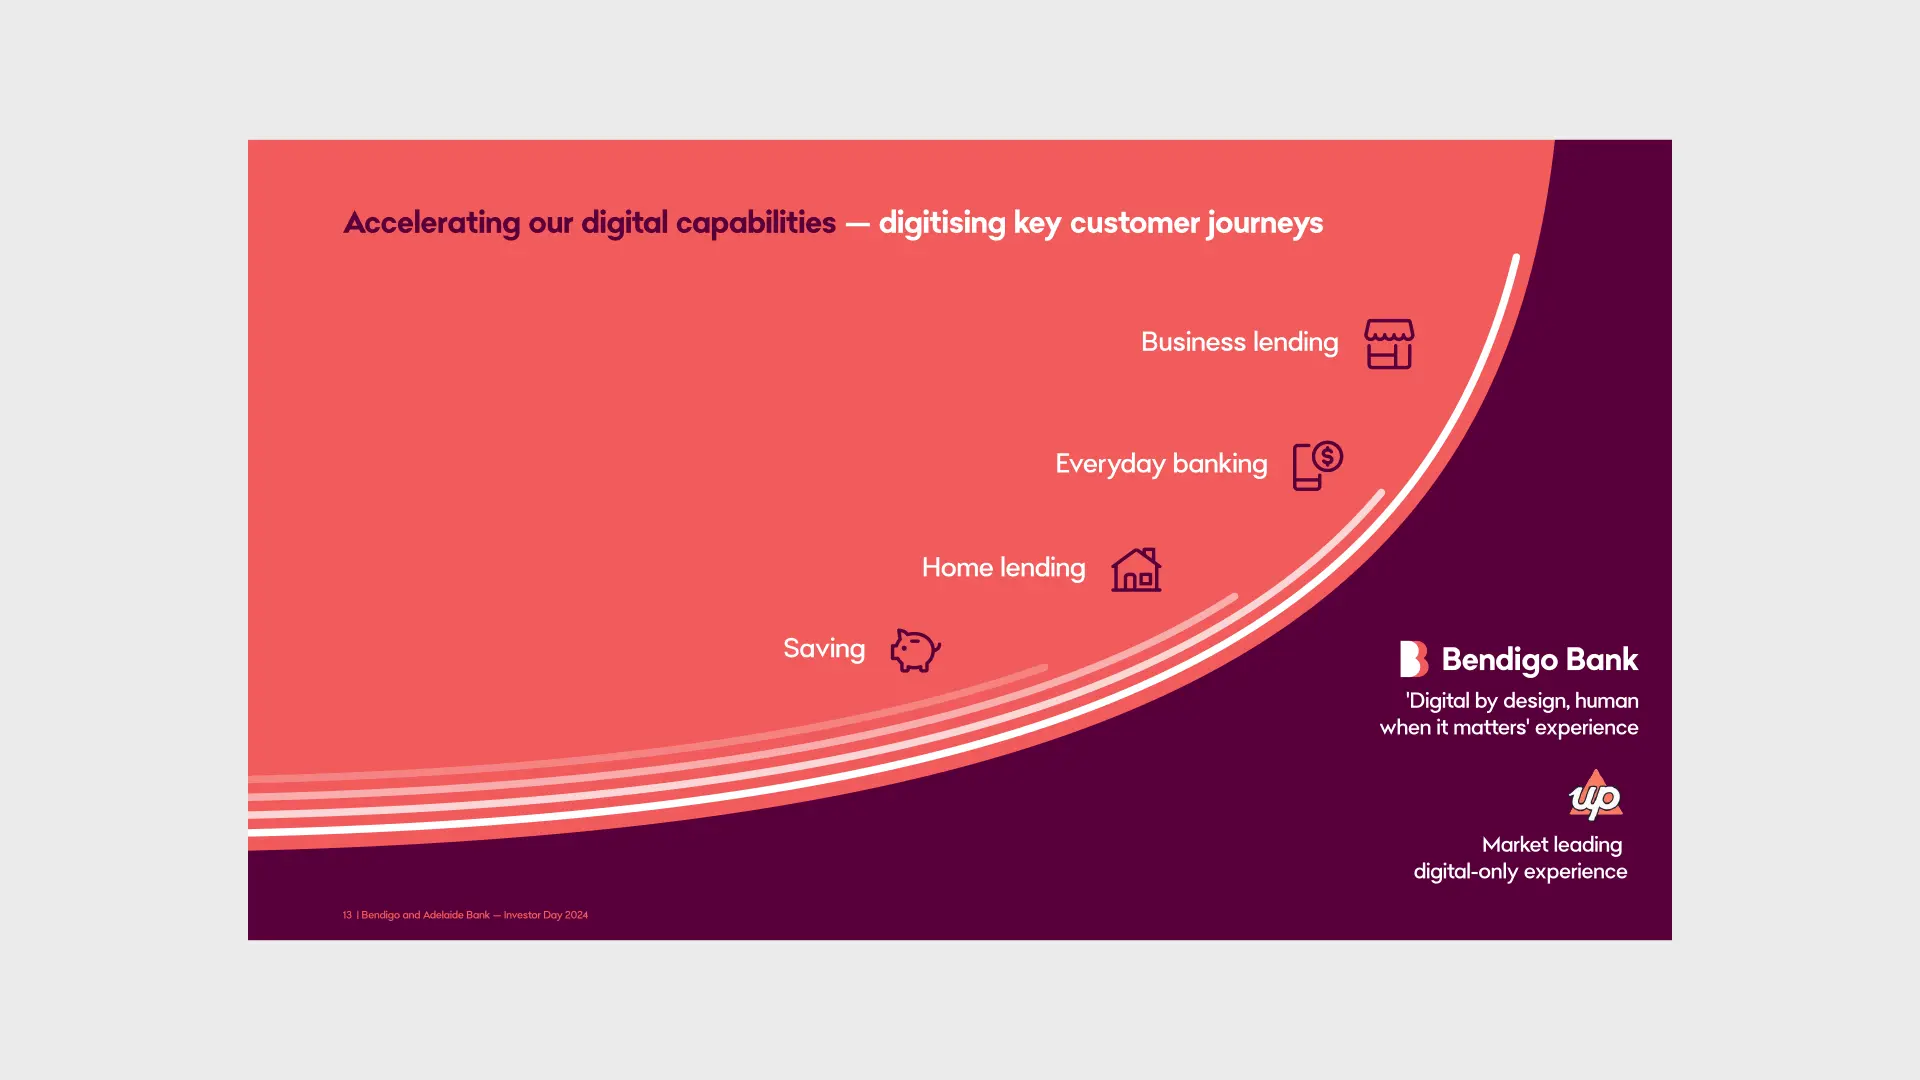 Accelerating our digital capabilities — digitising key customer journeys
Business lending
$
Everyday banking
Home lending
Saving
Bendigo Bank
'Digital by design, human
when it matters' experience
up
Market leading
digital-only experience
13 | Bendigo and Adelaide Bank — Investor Day 2024